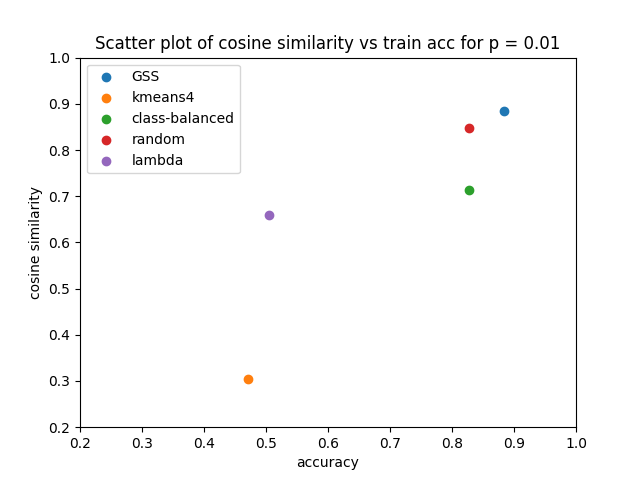 Scatter plot of cosine similarity vs train acc for p = 0.01
GSS
kmeans4
class-balanced
random
lambda
cosine similarity
1.0
0.9
0.8
0.7
0.6
0.5
0.4
0.3
0.2
0.2 0.3 0.4 0.5 0.6 0.7 0.8 0.9 1.0
accuracy